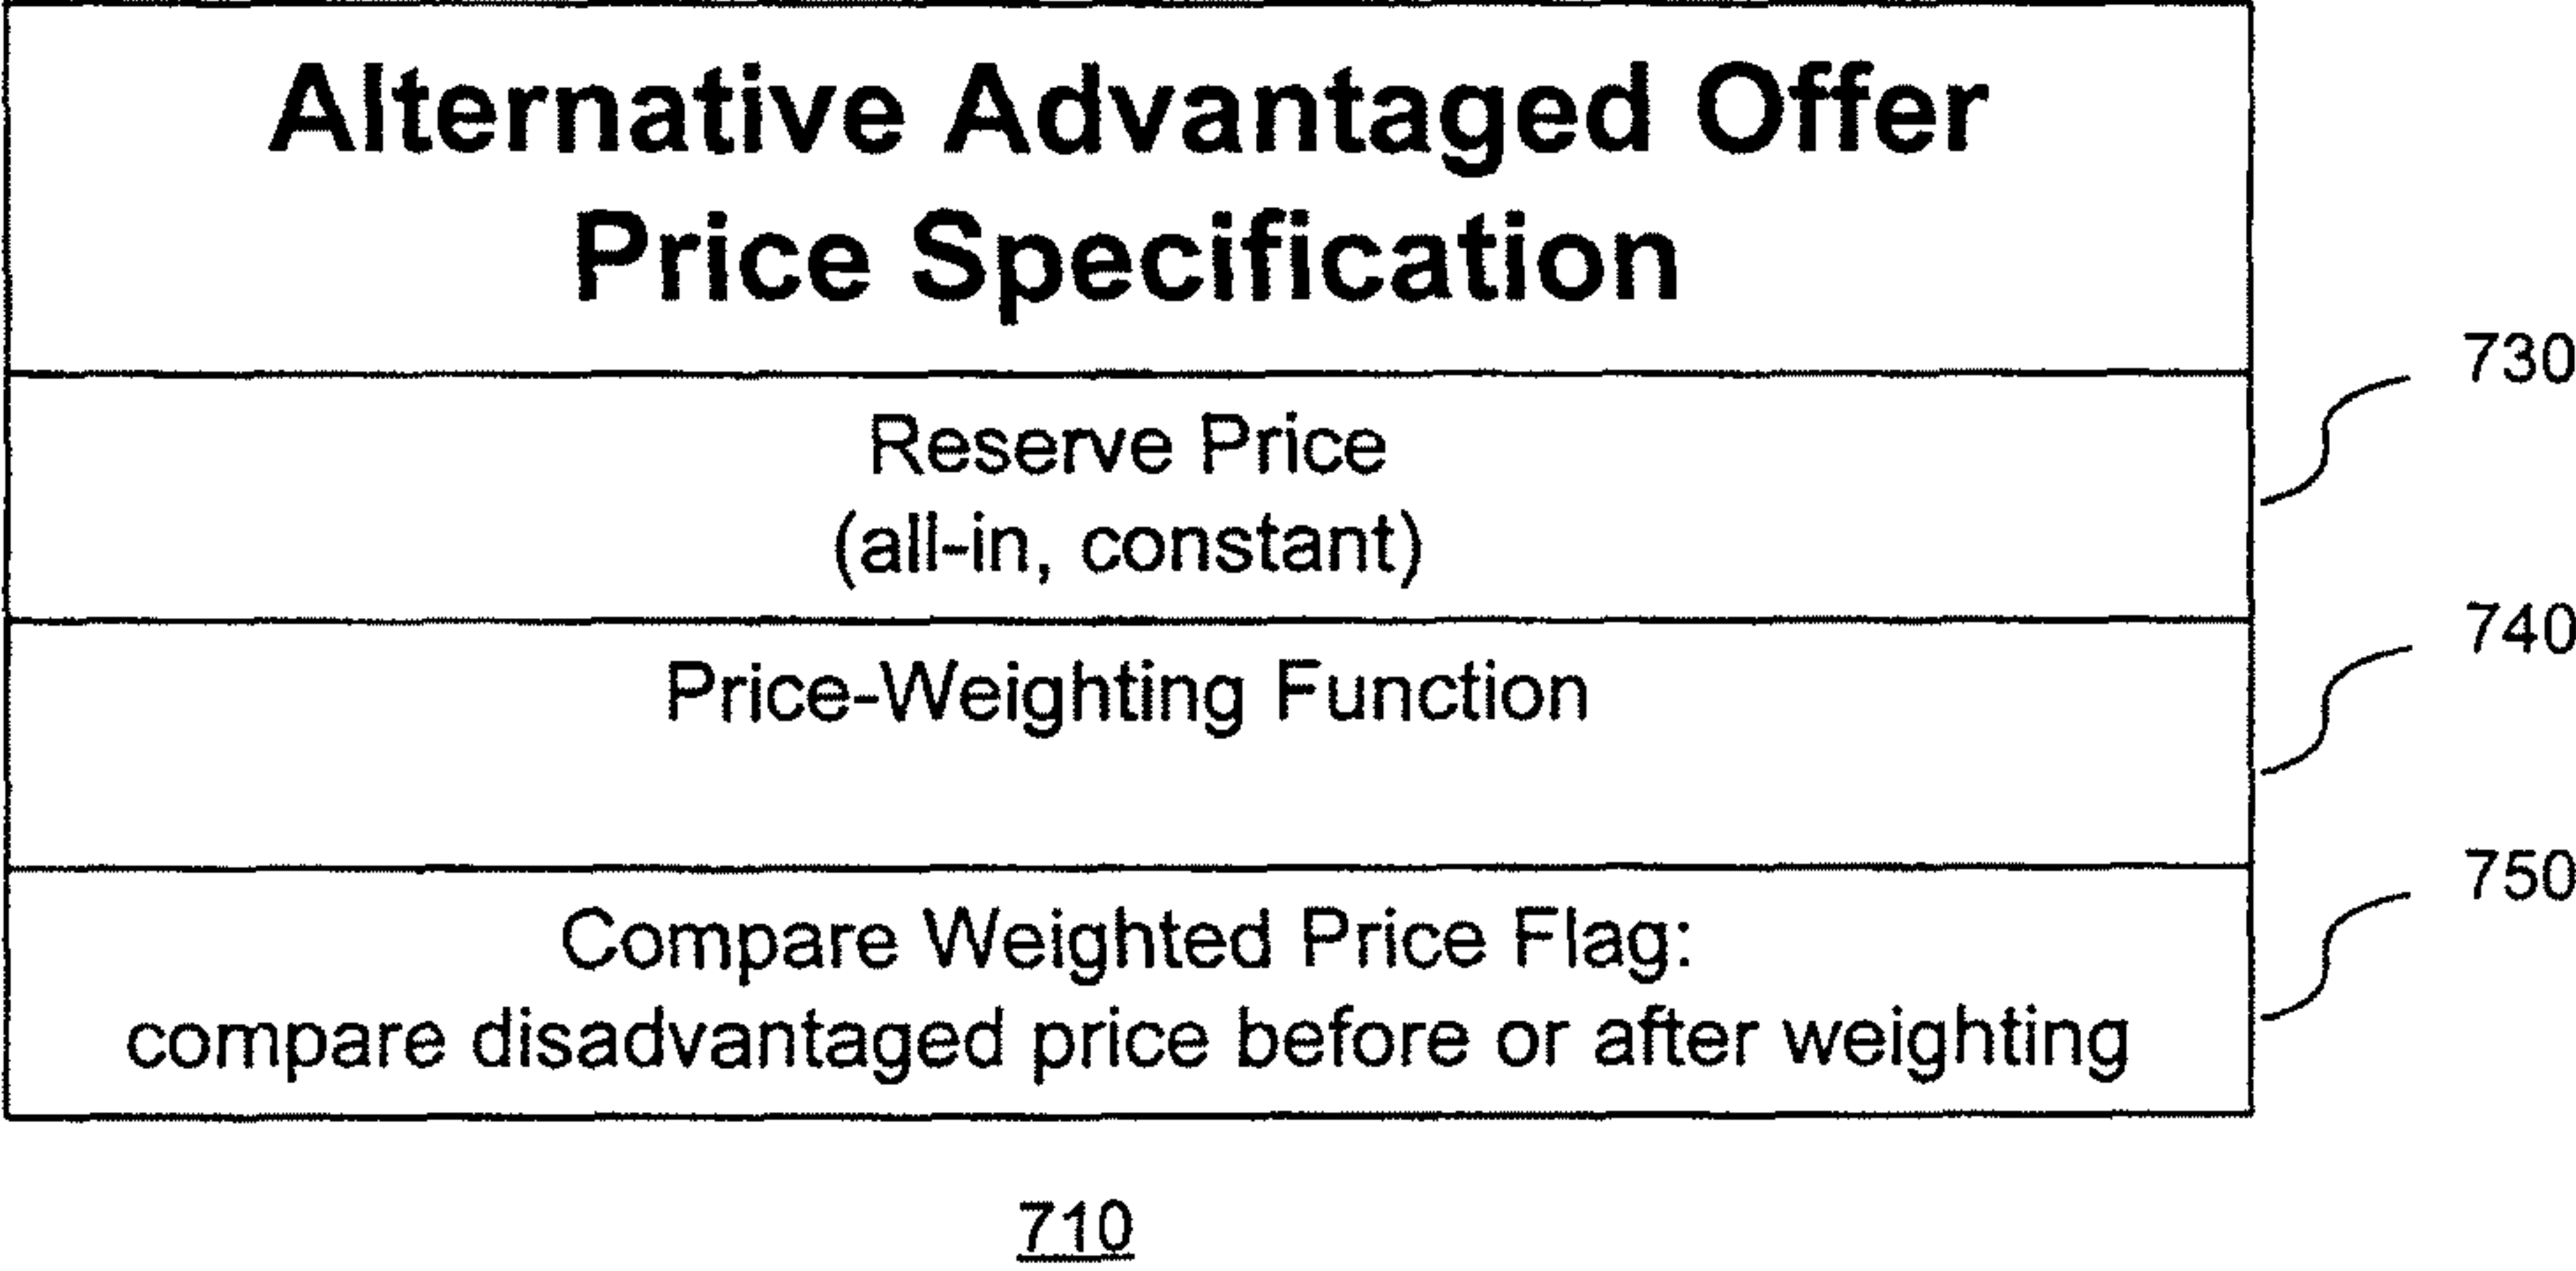 Alternative Advantaged Offer
Price Specification
730
Reserve Price
(all-in, constant)
740
Price-Weighting Function
750
Compare Weighted Price Flag:
compare disadvantaged price before or after weighting
710